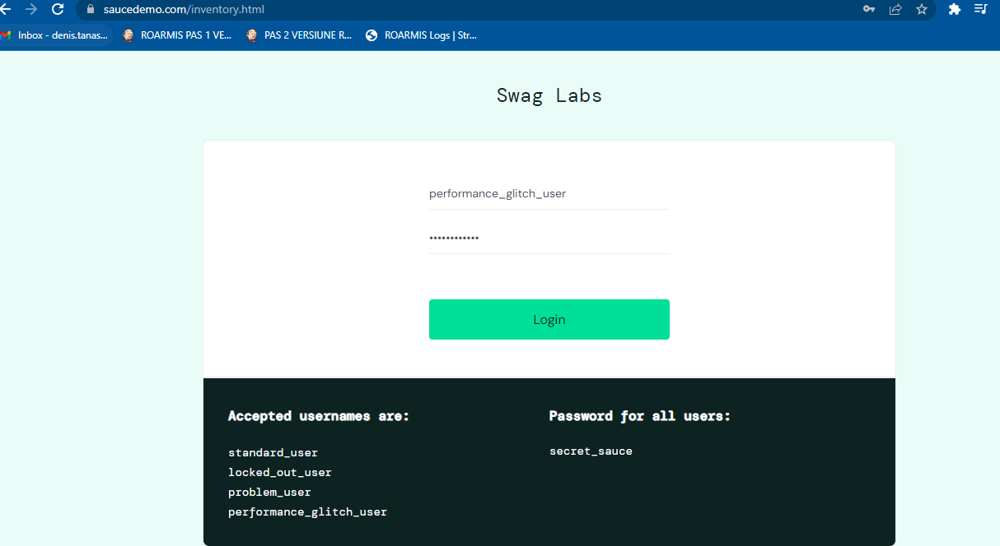 saucedemo.com/inventory.html
Inbox - denis.tanas...
ROARMIS PAS 1 VE...
PAS 2 VERSIUNE R...
ROARMIS Logs | Str...
Swag Labs
performance_glitch_user
••••••••••••
Login
Accepted usernames are:
standard_user
locked_out_user
problem_user
performance_glitch_user
Password for all users:
secret_sauce